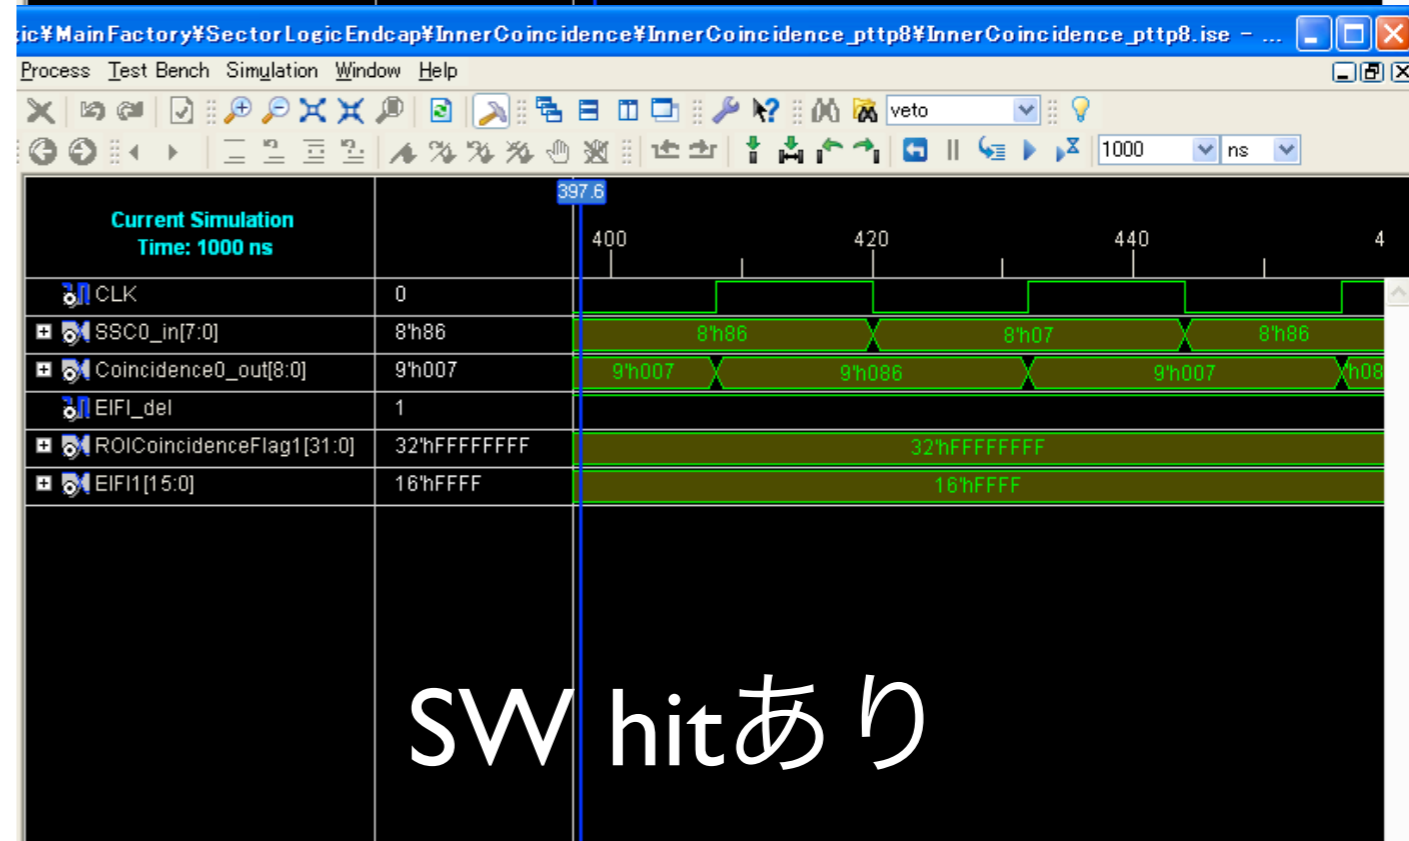 ic¥MainFactory¥SectorLogicEndcap¥InnerCoincidence¥InnerCoincidence_pttp8¥InnerCoincidence_pttp8.ise - ...
Process Test Bench Simulation Window Help
veto
1000 ns
397.6
Current Simulation
Time: 1000 ns
400 420 440 4
CLK 0
SSC0_in[7:0] 8'h86 8'h86 8'h07 8'h86
Coincidence0_out[8:0] 9'h007 9'h007 9'h086 9'h007 'h08
EIFI_del 1
ROICoincidenceFlag1[31:0] 32'hFFFFFFFF 32'hFFFFFFFF
EIFI1[15:0] 16'hFFFF 16'hFFFF
SW hitあり